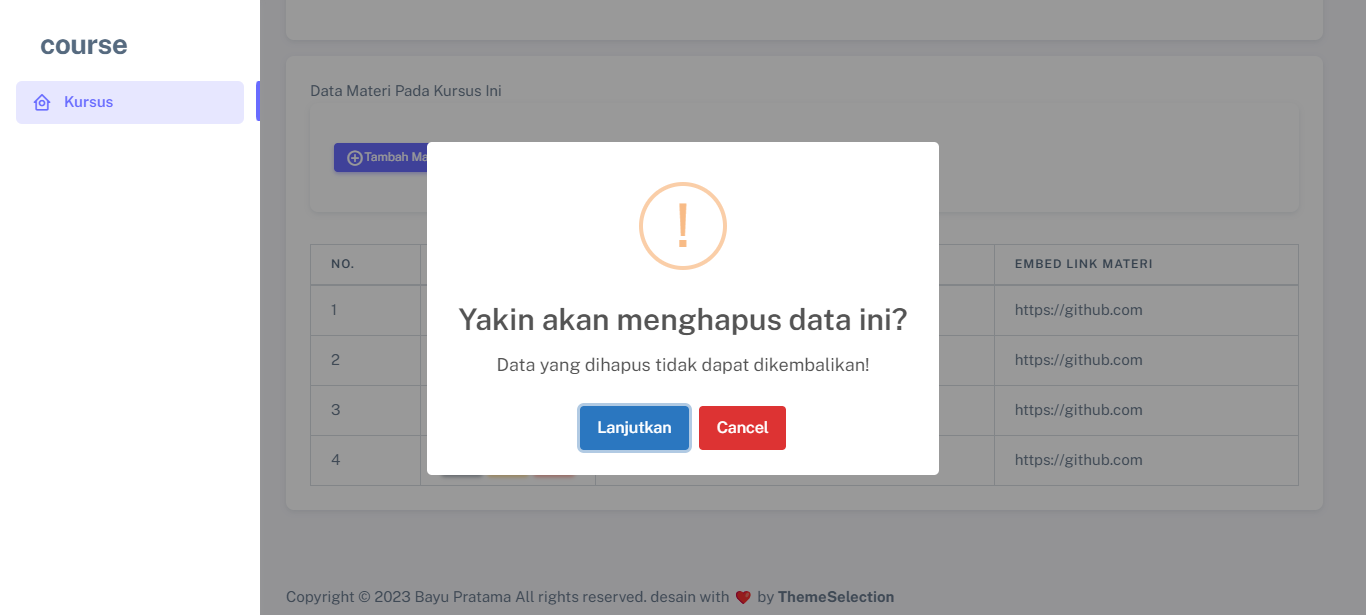 course
Kursus
Data Materi Pada Kursus Ini
Tambah
!
Yakin akan menghapus data ini?
Data yang dihapus tidak dapat dikembalikan!
Lanjutkan Cancel
NO. EMBED LINK MATERI
1 https://github.com
2 https://github.com
3 https://github.com
4 https://github.com
Copyright © 2023 Bayu Pratama All rights reserved. desain with ❤️ by ThemeSelection